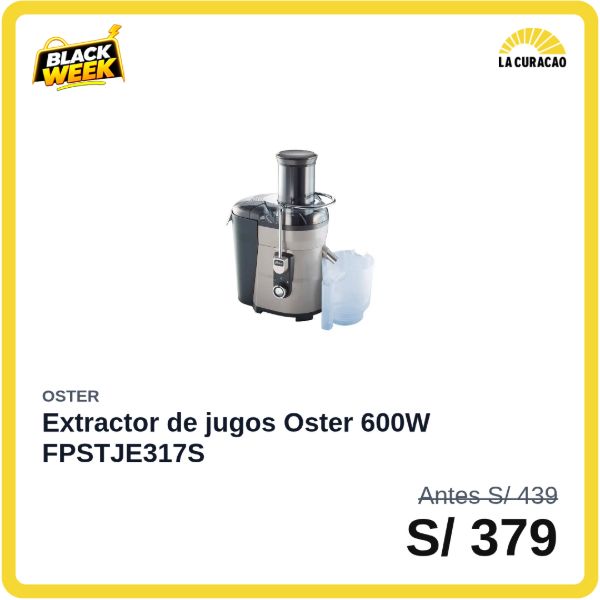 BLACK
WEEK
LA CURACAO
OSTER
Extractor de jugos Oster 600W
FPSTJE317S
Antes S/ 439
S/ 379